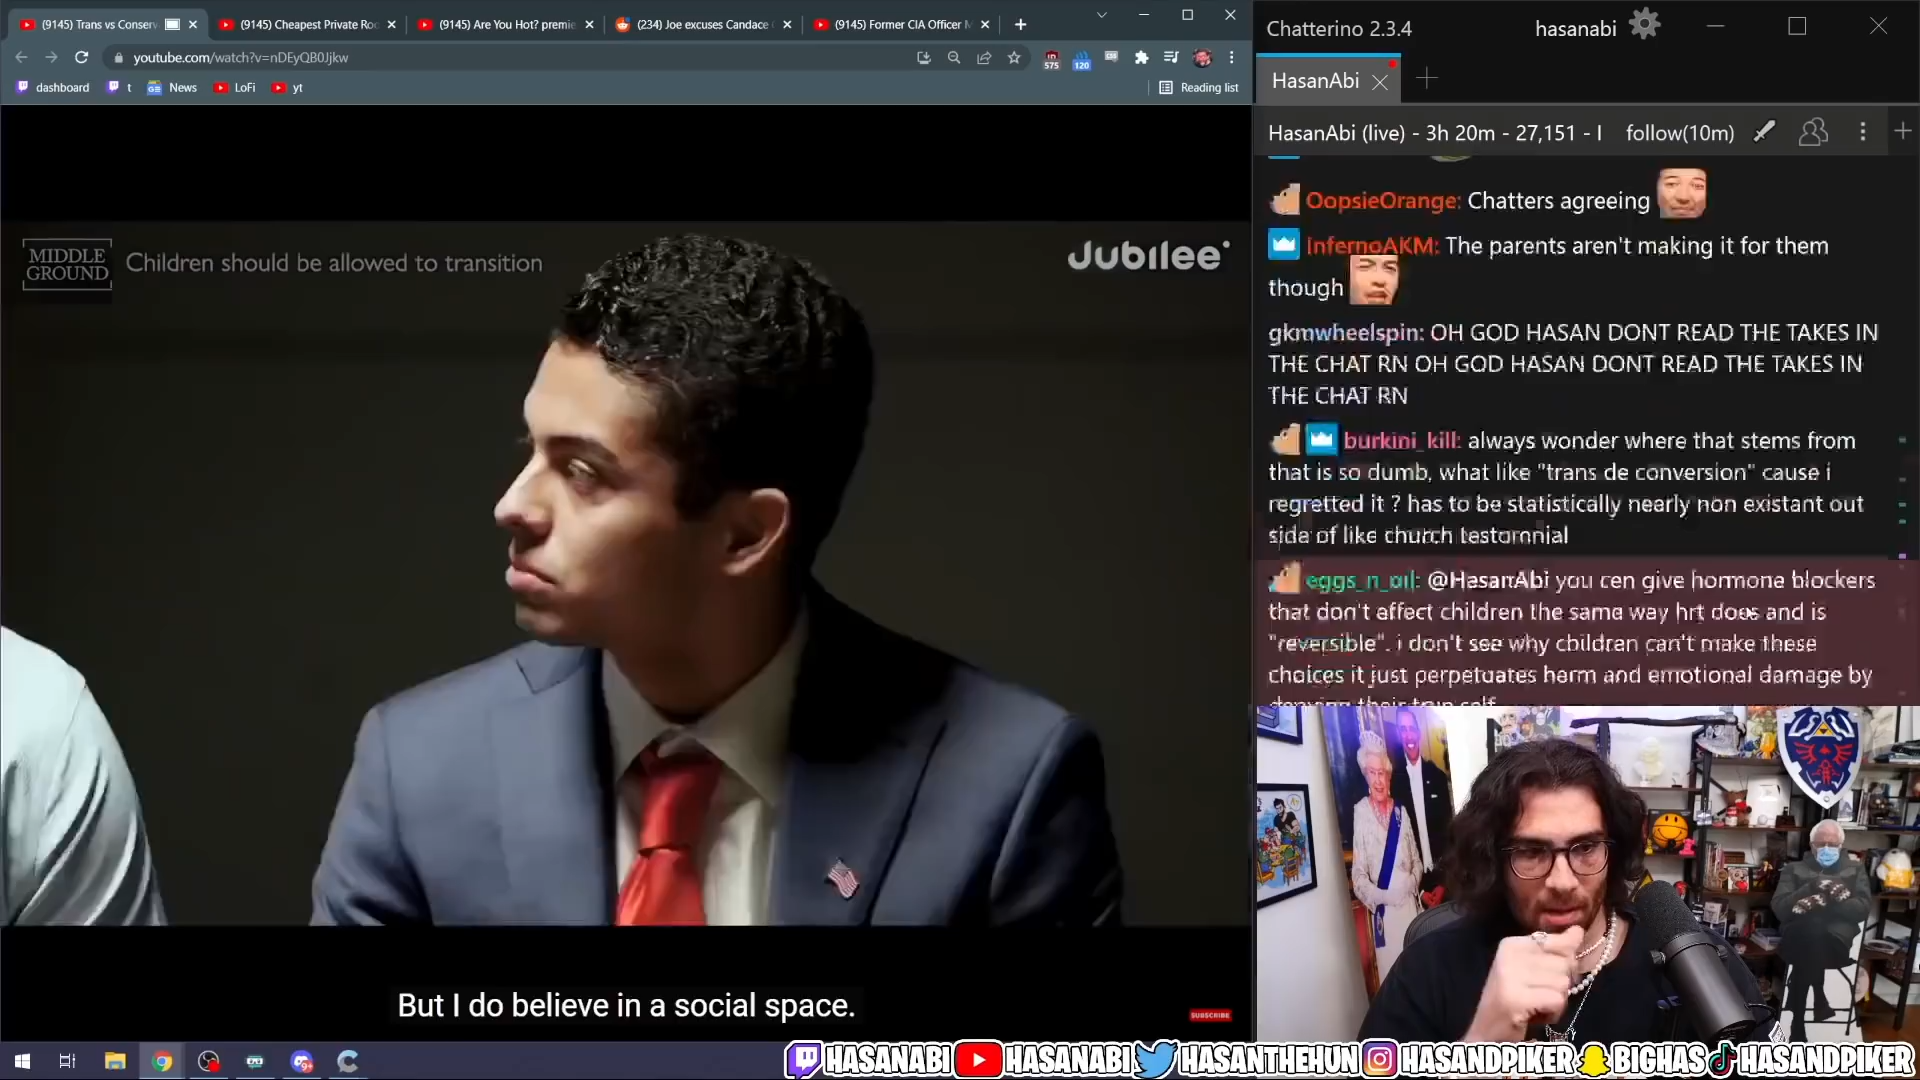 (9145) Trans vs Conserv
(9145) Cheapest Private Roo
(9145) Are You Hot? premie
(234) Joe excuses Candace
(9145) Former CIA Officer
youtube.com/watch?v=nDEyQB0Jjkw
575
120
dashboard
t
News
LoFi
yt
Reading list
MIDDLE
GROUND
Children should be allowed to transition
Jubilee
But I do believe in a social space.
SUBSCRIBE
Chatterino 2.3.4
hasanabi
HasanAbi
HasanAbi (live) - 3h 20m - 27,151 - I
follow(10m)
OopsieOrange: Chatters agreeing
InfernoAKM: The parents aren't making it for them
though
gkmwheelspin: OH GOD HASAN DONT READ THE TAKES IN
THE CHAT RN OH GOD HASAN DONT READ THE TAKES IN
THE CHAT RN
burkini_kill: always wonder where that stems from
that is so dumb, what like "trans de conversion" cause i
regretted it ? has to be statistically nearly non existant out
side of like church testomnial
eggs_n_oil: @HasanAbi you cen give hormone blockers
that don't effect children the same way hrt does and is
"reversible". i don't see why children can't make these
choices it just perpetuates harm and emotional damage by
HASANABI
HASANABI
HASANTHEHUN
HASANDPIKER
BIGHAS
HASANDPIKER